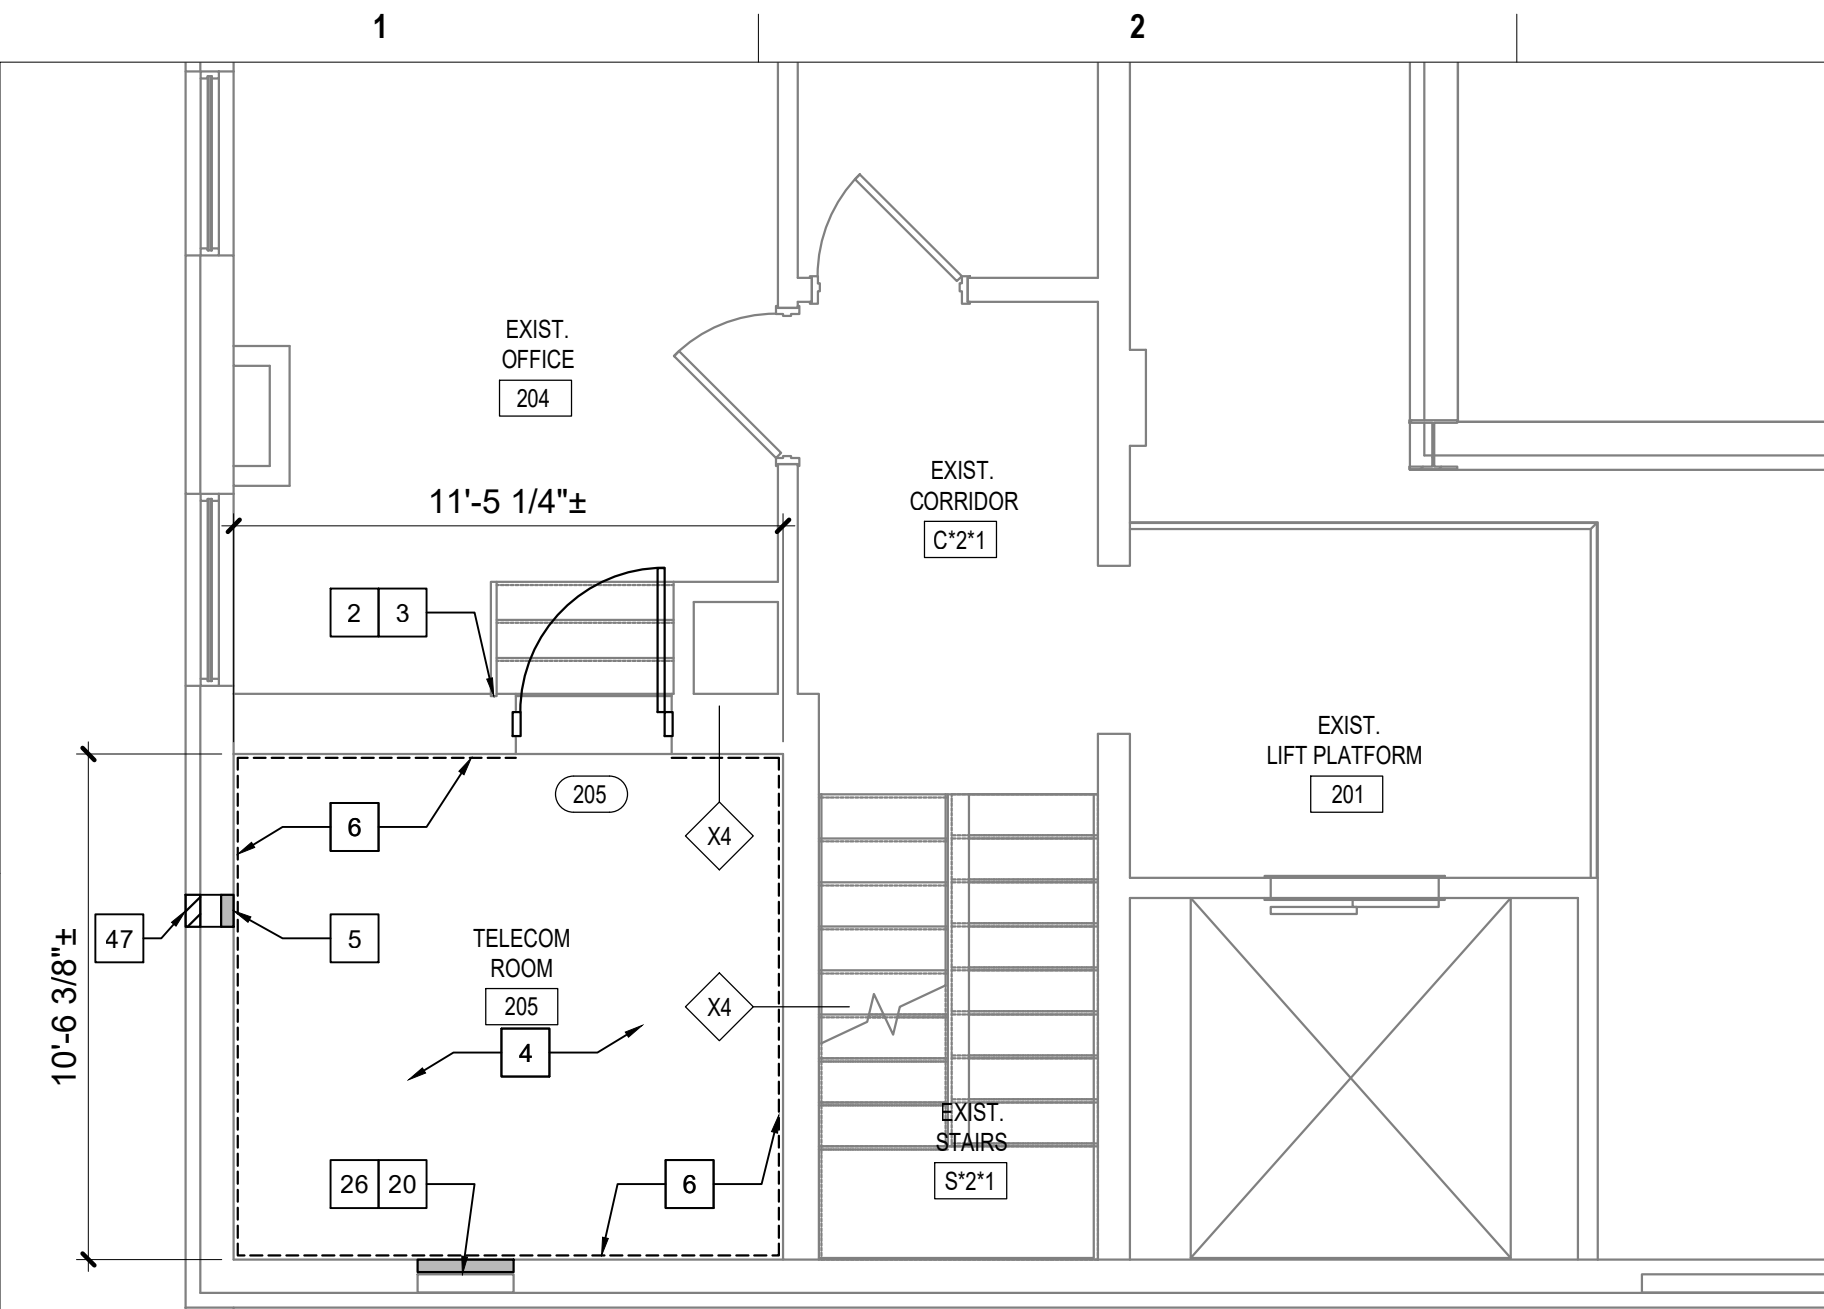 1
2
EXIST.
OFFICE
204
EXIST.
CORRIDOR
C*2*1
11'-5 1/4"±
2 3
EXIST.
LIFT PLATFORM
201
205
6
X4
47
5
TELECOM
ROOM
205
X4
4
10'-6 3/8"±
EXIST.
STAIRS
S*2*1
26 20
6